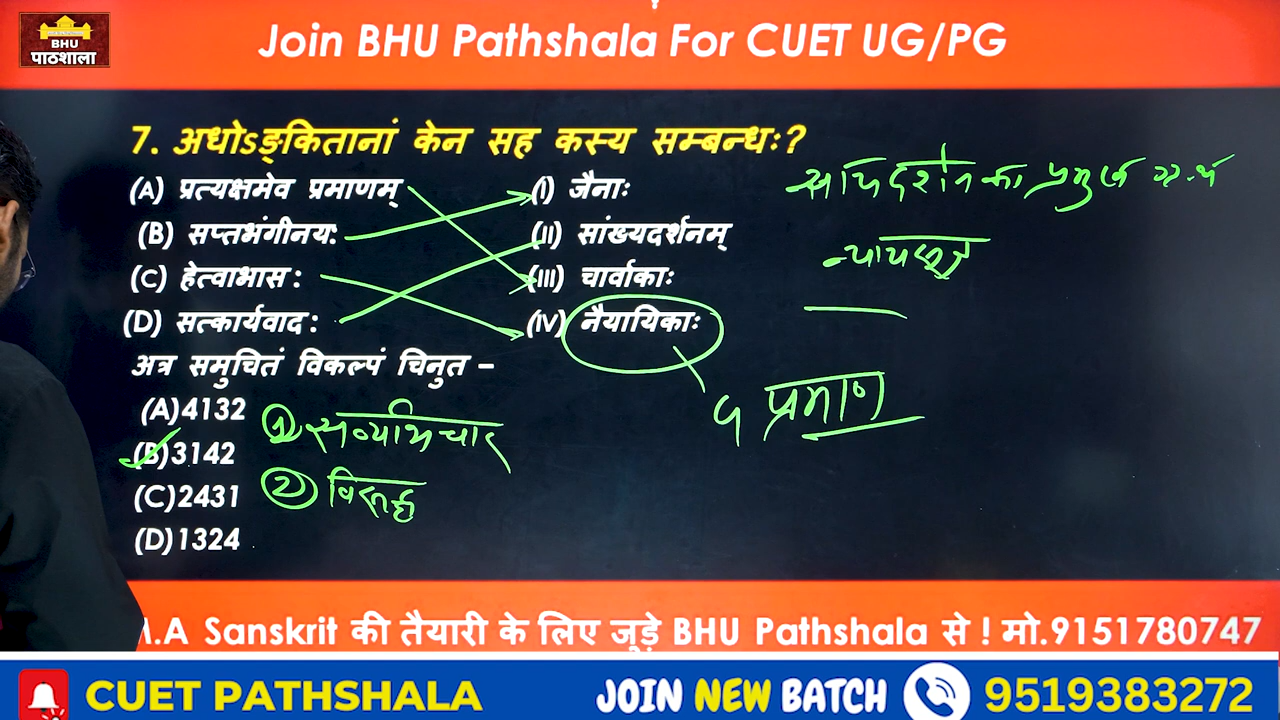 BHU
पाठशाला
Join BHU Pathshala For CUET UG/PG
7. अधोऽङ्कितानां केन सह कस्य सम्बन्धः?
(A) प्रत्यक्षमेव प्रमाणम् (I) जैनाः
(B) सप्तभंगीनयः (II) सांख्यदर्शनम्
(C) हेत्वाभासः (III) चार्वाकाः
(D) सत्कार्यवादः (IV) नैयायिकाः
अत्र समुचितं विकल्पं चिनुत –
(A)4132
(B)3142
(C)2431
(D)1324
का प्रमुख
४ प्रमाण
① सव्यभिचार
② विरुद्ध
.A Sanskrit की तैयारी के लिए जुड़े BHU Pathshala से ! मो.9151780747
CUET PATHSHALA JOIN NEW BATCH 9519383272